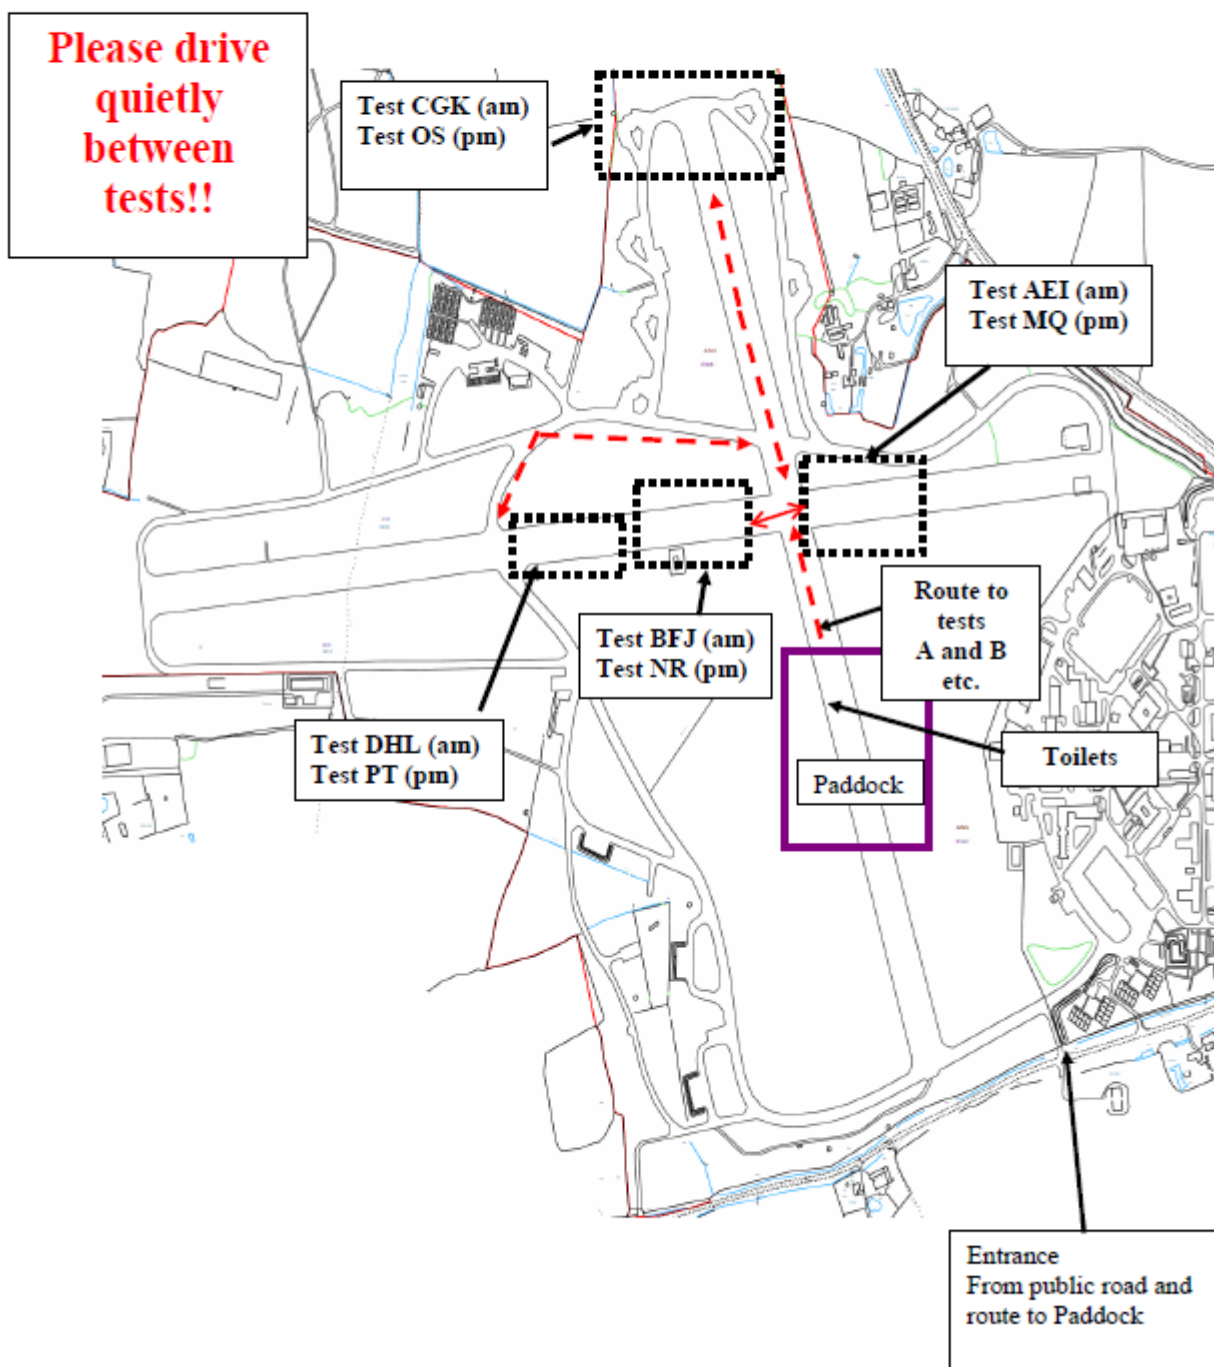 Please drive
quietly
between
tests!!
Test CGK (am)
Test OS (pm)
Test AEI (am)
Test MQ (pm)
Route to
tests
A and B
etc.
Test BFJ (am)
Test NR (pm)
Test DHL (am)
Test PT (pm)
Toilets
Paddock
Entrance
From public road and
route to Paddock